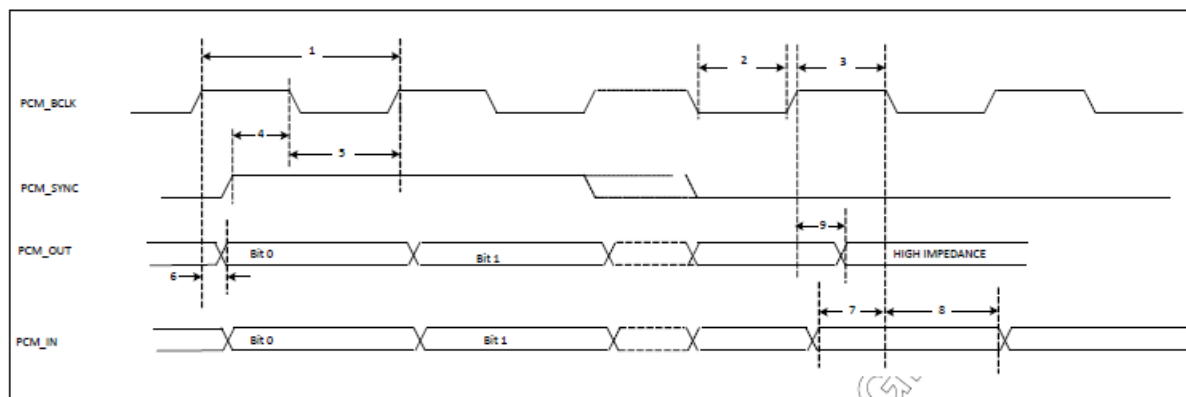 1
2
3
PCM_BCLK
4
5
PCM_SYNC
9
PCM_OUT
Bit 0
Bit 1
HIGH IMPEDANCE
6
7
8
PCM_IN
Bit 0
Bit 1